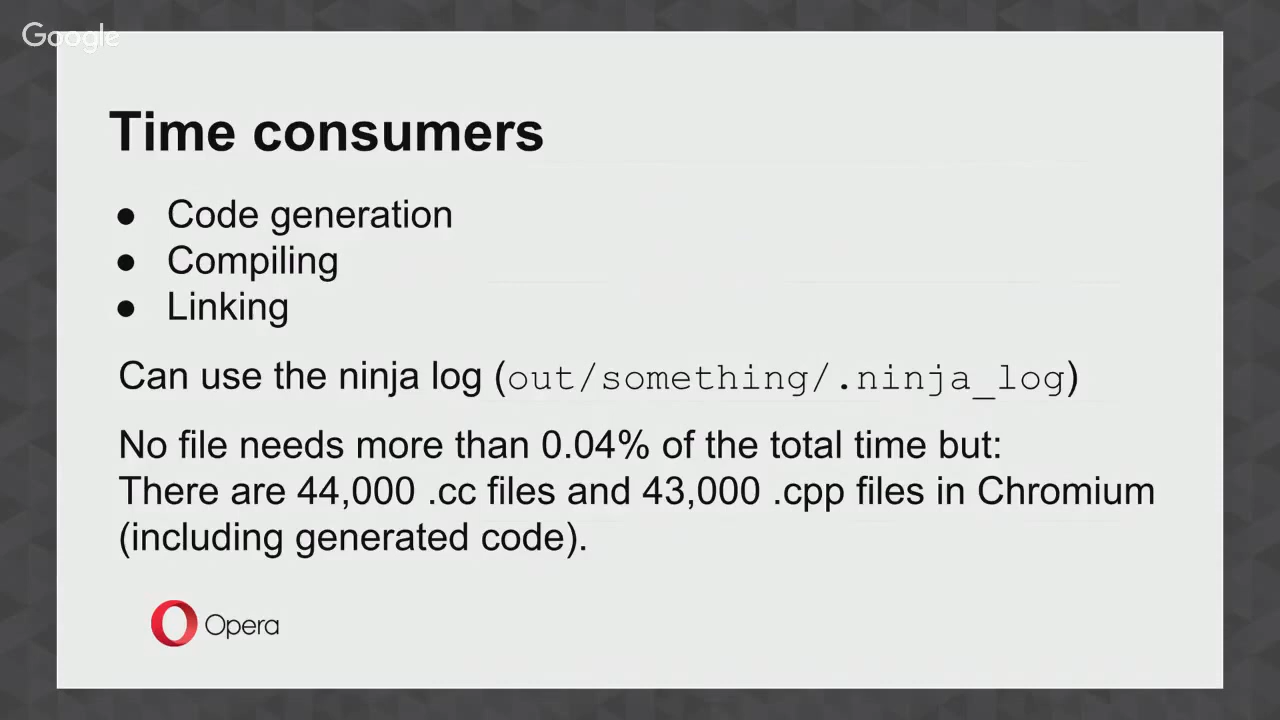 Google
Time consumers
● Code generation
● Compiling
● Linking
Can use the ninja log (out/something/.ninja_log)
No file needs more than 0.04% of the total time but:
There are 44,000 .cc files and 43,000 .cpp files in Chromium
(including generated code).
Opera